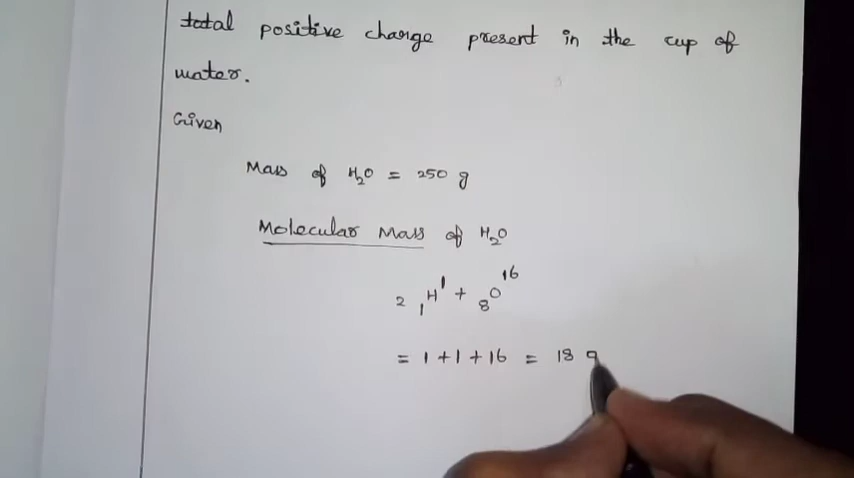 total positive charge present in the cup of
water.
Given
Mass of H₂O = 250 g
Molecular Mass of H₂O
2 ₁H¹ + ₈O¹⁶
= 1 + 1 + 16 = 18 g